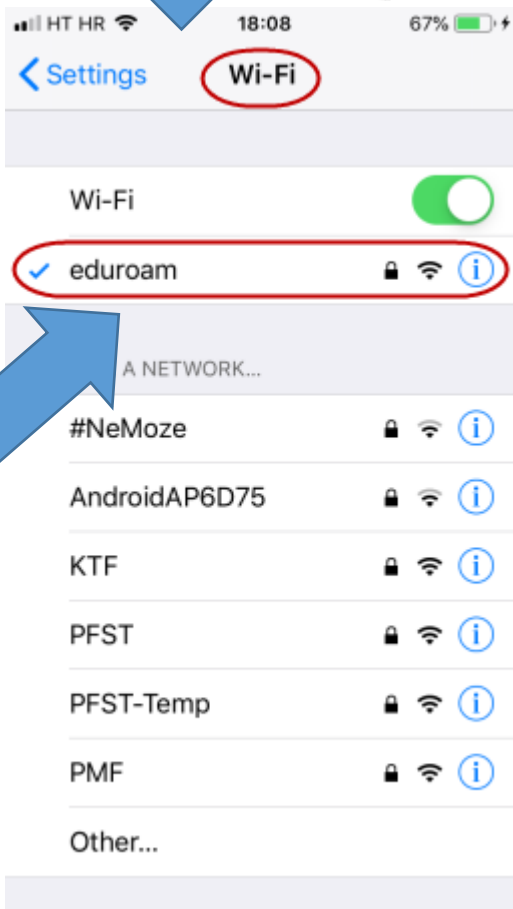 HT HR 18:08 67%
Settings Wi-Fi
Wi-Fi
eduroam
A NETWORK...
#NeMoze
AndroidAP6D75
KTF
PFST
PFST-Temp
PMF
Other...